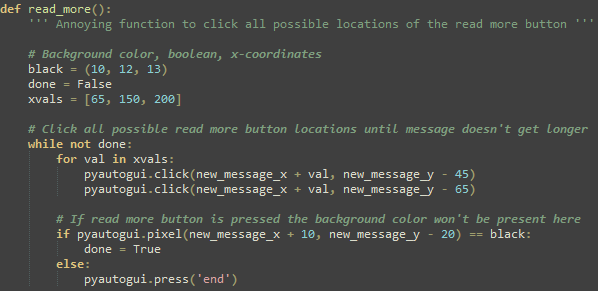 def read_more():
    ''' Annoying function to click all possible locations of the read more button '''

    # Background color, boolean, x-coordinates
    black = (10, 12, 13)
    done = False
    xvals = [65, 150, 200]

    # Click all possible read more button locations until message doesn't get longer
    while not done:
        for val in xvals:
            pyautogui.click(new_message_x + val, new_message_y - 45)
            pyautogui.click(new_message_x + val, new_message_y - 65)

        # If read more button is pressed the background color won't be present here
        if pyautogui.pixel(new_message_x + 10, new_message_y - 20) == black:
            done = True
        else:
            pyautogui.press('end')